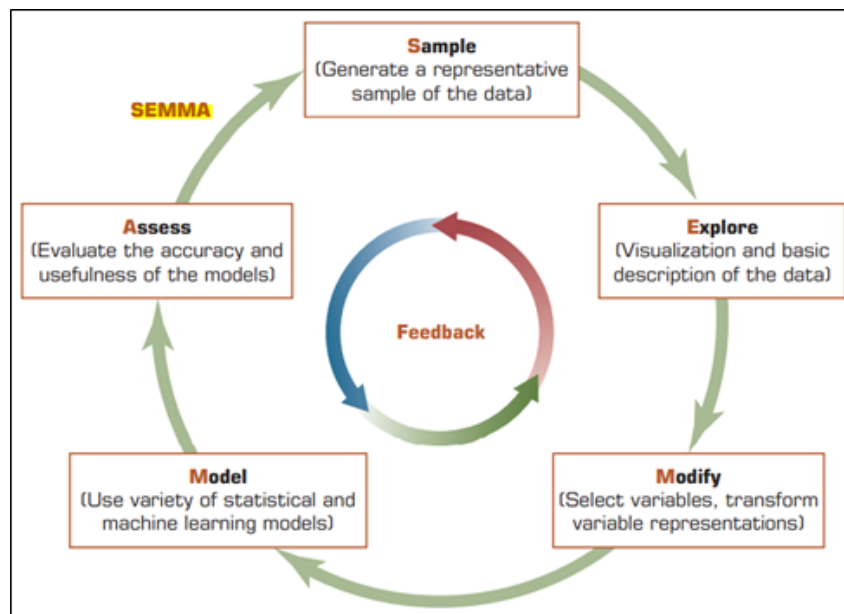 Sample
(Generate a representative
sample of the data)
SEMMA
Assess
(Evaluate the accuracy and
usefulness of the models)
Explore
(Visualization and basic
description of the data)
Feedback
Model
(Use variety of statistical and
machine learning models)
Modify
(Select variables, transform
variable representations)